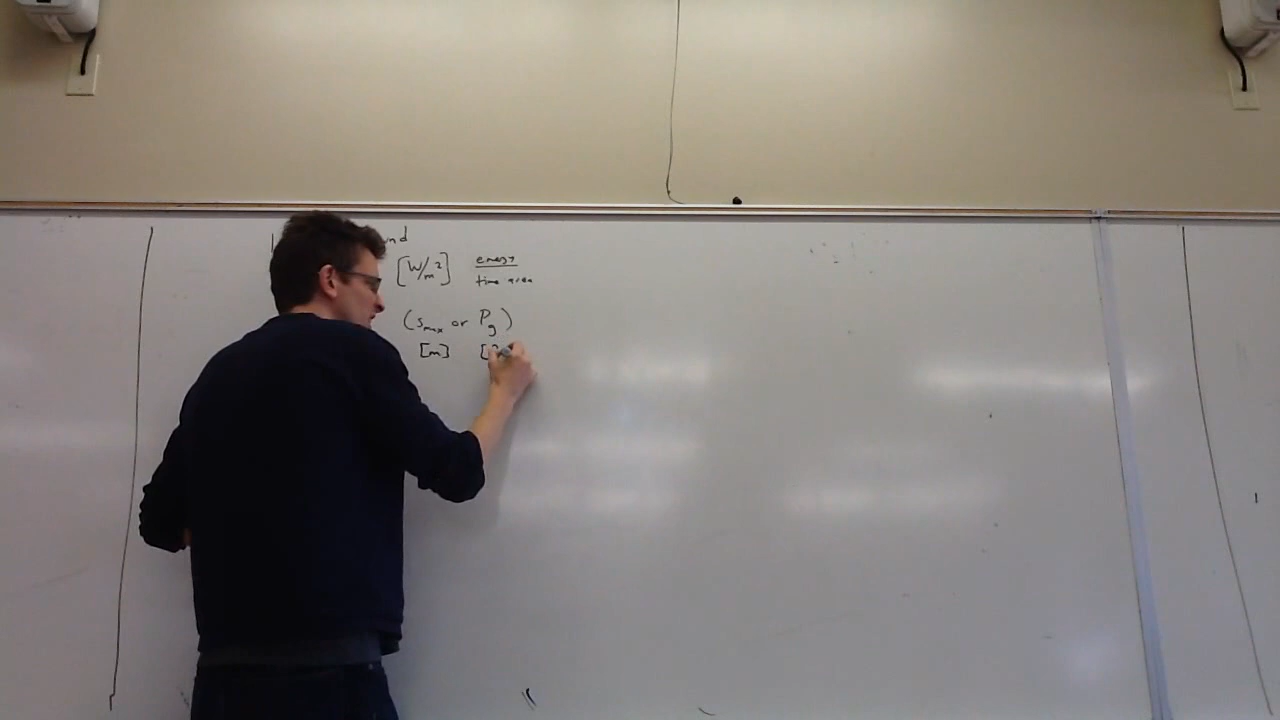 nd
[W/m²] energy
time area
(s_max or P_g)
[m] [